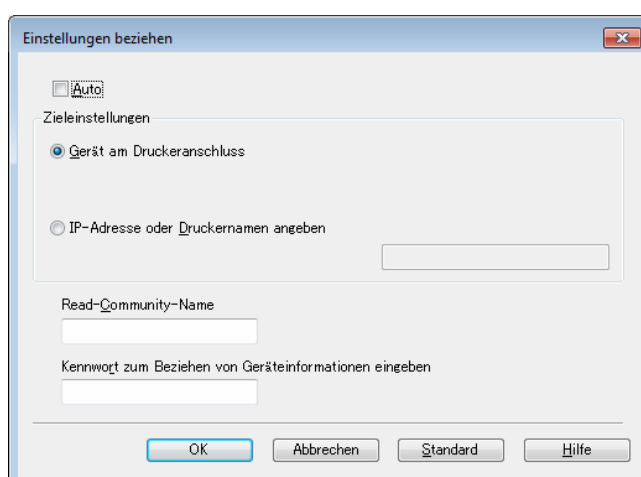 Einstellungen beziehen
Auto
Zieleinstellungen
Gerät am Druckeranschluss
IP-Adresse oder Druckernamen angeben
Read-Community-Name
Kennwort zum Beziehen von Geräteinformationen eingeben
OK Abbrechen Standard Hilfe